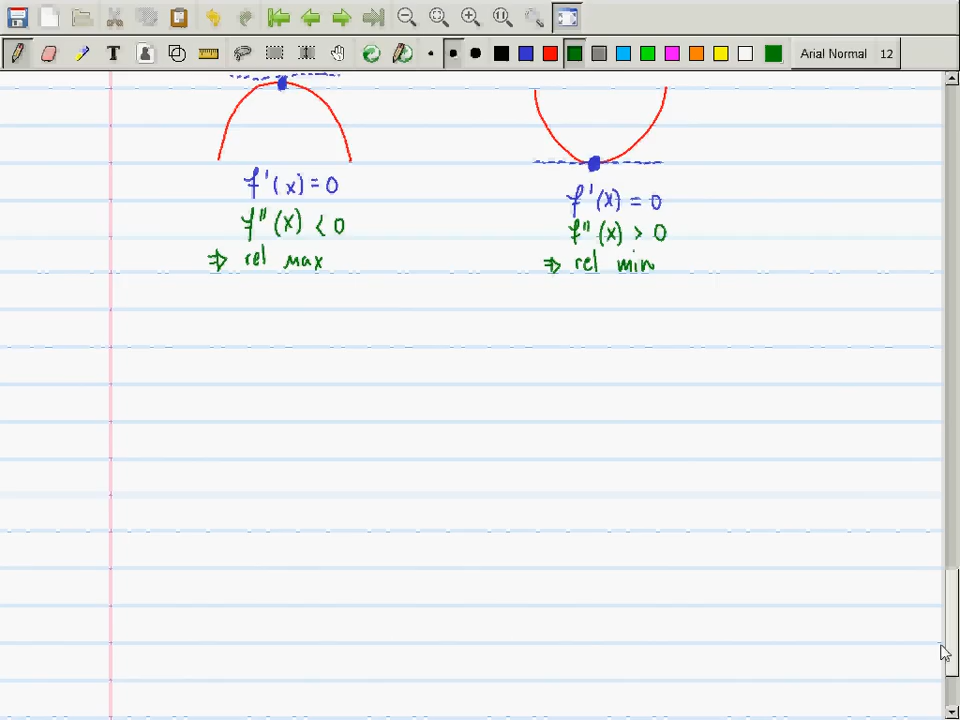 T
Arial Normal 12
f'(x) = 0
f''(x) < 0
⇒ rel max
f'(x) = 0
f''(x) > 0
⇒ rel min